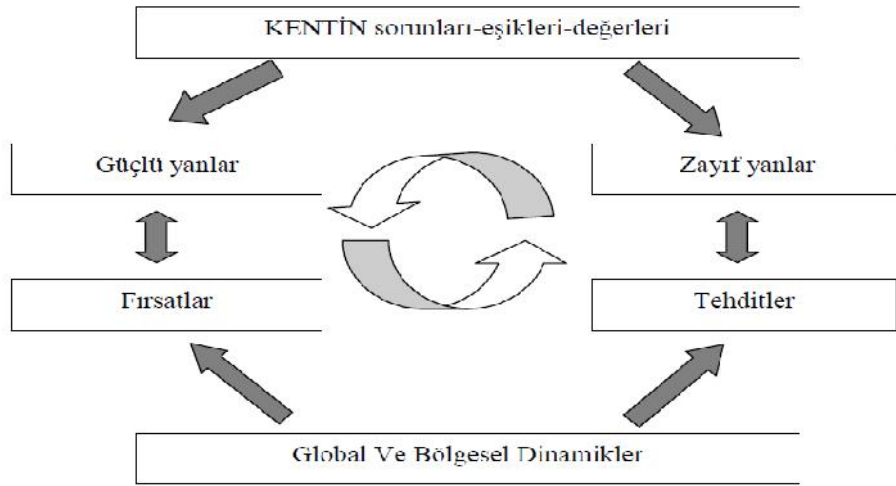 KENTİN sorunları-eşikleri-değerleri
Güçlü yanlar
Zayıf yanlar
Fırsatlar
Tehditler
Global Ve Bölgesel Dinamikler